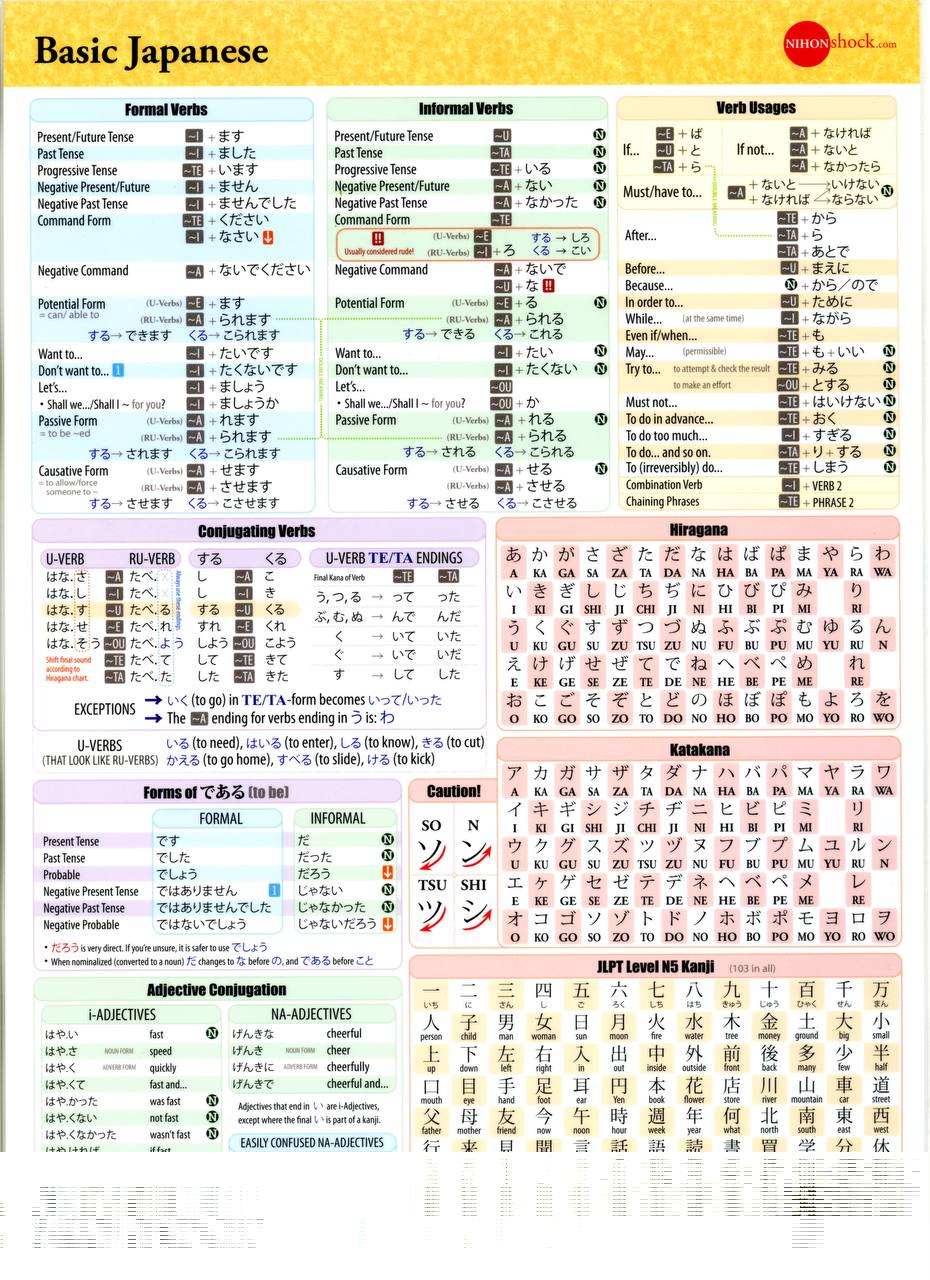 Basic Japanese
NIHONshock.com
Formal Verbs
Present/Future Tense ~I + ます
Past Tense ~I + ました
Progressive Tense ~TE + います
Negative Present/Future ~I + ません
Negative Past Tense ~I + ませんでした
Command Form ~TE + ください
~I + なさい
Negative Command ~A + ないでください
Potential Form (U-Verbs) ~E + ます
= can/ able to (RU-Verbs) ~A + られます
する→ できます くる→ こられます
Want to... ~I + たいです
Don't want to... 1 ~I + たくないです
Let's... ~I + ましょう
• Shall we.../Shall I ~ for you? ~I + ましょうか
Passive Form (U-Verbs) ~A + れます
= to be ~ed (RU-Verbs) ~A + られます
する→ されます くる→ こられます
Causative Form (U-Verbs) ~A + せます
= to allow/force someone to ~ (RU-Verbs) ~A + させます
する→ させます くる→ こさせます
DOUBLE MEANING
Informal Verbs
Present/Future Tense ~U N
Past Tense ~TA N
Progressive Tense ~TE + いる N
Negative Present/Future ~A + ない N
Negative Past Tense ~A + なかった N
Command Form ~TE
!! (U-Verbs) ~E する → しろ
Usually considered rude! (RU-Verbs) ~I + ろ くる → こい
Negative Command ~A + ないで
~U + な !!
Potential Form (U-Verbs) ~E + る N
(RU-Verbs) ~A + られる
する→ できる くる→ これる
Want to... ~I + たい N
Don't want to... ~I + たくない N
Let's... ~OU
• Shall we.../Shall I ~ for you? ~OU + か
Passive Form (U-Verbs) ~A + れる N
(RU-Verbs) ~A + られる
する→ される くる→ こられる
Causative Form (U-Verbs) ~A + せる N
(RU-Verbs) ~A + させる
する→ させる くる→ こさせる
Verb Usages
If... ~E + ば
~U + と
~TA + ら
If not... ~A + なければ
~A + ないと
~A + なかったら
Must/have to... ~A + ないと → いけない N
+ なければ → ならない
DOUBLE MEANING
After... ~TE + から
~TA + ら
~TA + あとで
Before... ~U + まえに
Because... N + から／ので
In order to... ~U + ために
While... (at the same time) ~I + ながら
Even if/when... ~TE + も
May... (permissible) ~TE + も + いい N
Try to... to attempt & check the result ~TE + みる N
to make an effort ~OU + とする N
Must not... ~TE + はいけない N
To do in advance... ~TE + おく N
To do too much... ~I + すぎる N
To do... and so on. ~TA + り + する N
To (irreversibly) do... ~TE + しまう N
Combination Verb ~I + VERB 2
Chaining Phrases ~TE + PHRASE 2
Conjugating Verbs
U-VERB RU-VERB する くる
はな.さ ~A たべ.X し ~A こ
はな.し ~I たべ.X し ~I き
はな.す ~U たべ.る する ~U くる
はな.せ ~E たべ.れ すれ ~E くれ
はな.そう ~OU たべ.よう しよう ~OU こよう
~TE たべ.て して ~TE きて
~TA たべ.た した ~TA きた
Shift final sound according to Hiragana chart.
Always use these endings.
U-VERB TE/TA ENDINGS
Final Kana of Verb ~TE ~TA
う, つ, る → って った
ぶ, む, ぬ → んで んだ
く → いて いた
ぐ → いで いだ
す → して した
EXCEPTIONS → いく (to go) in TE/TA-form becomes いって/いった
→ The ~A ending for verbs ending in う is: わ
U-VERBS
(THAT LOOK LIKE RU-VERBS)
いる (to need), はいる (to enter), しる (to know), きる (to cut)
かえる (to go home), すべる (to slide), ける (to kick)
Hiragana
あ か が さ ざ た だ な は ば ぱ ま や ら わ
A KA GA SA ZA TA DA NA HA BA PA MA YA RA WA
い き ぎ し じ ち ぢ に ひ び ぴ み り
I KI GI SHI JI CHI JI NI HI BI PI MI RI
う く ぐ す ず つ づ ぬ ふ ぶ ぷ む ゆ る ん
U KU GU SU ZU TSU ZU NU FU BU PU MU YU RU N
え け げ せ ぜ て で ね へ べ ぺ め れ
E KE GE SE ZE TE DE NE HE BE PE ME RE
お こ ご そ ぞ と ど の ほ ぼ ぽ も よ ろ を
O KO GO SO ZO TO DO NO HO BO PO MO YO RO WO
Katakana
ア カ ガ サ ザ タ ダ ナ ハ バ パ マ ヤ ラ ワ
A KA GA SA ZA TA DA NA HA BA PA MA YA RA WA
イ キ ギ シ ジ チ ヂ ニ ヒ ビ ピ ミ リ
I KI GI SHI JI CHI JI NI HI BI PI MI RI
ウ ク グ ス ズ ツ ヅ ヌ フ ブ プ ム ユ ル ン
U KU GU SU ZU TSU ZU NU FU BU PU MU YU RU N
エ ケ ゲ セ ゼ テ デ ネ ヘ ベ ペ メ レ
E KE GE SE ZE TE DE NE HE BE PE ME RE
オ コ ゴ ソ ゾ ト ド ノ ホ ボ ポ モ ヨ ロ ヲ
O KO GO SO ZO TO DO NO HO BO PO MO YO RO WO
Forms of である (to be)
FORMAL INFORMAL
Present Tense です だ N
Past Tense でした だった N
Probable でしょう だろう
Negative Present Tense ではありません 1 じゃない N
Negative Past Tense ではありませんでした じゃなかった N
Negative Probable ではないでしょう じゃないだろう
• だろう is very direct. If you're unsure, it is safer to use でしょう
• When nominalized (converted to a noun) だ changes to な before の, and である before こと
Caution!
SO N
ソ ン
TSU SHI
ツ シ
Adjective Conjugation
i-ADJECTIVES
はや.い fast N
はや.さ NOUN FORM speed
はや.く ADVERB FORM quickly
はや.くて fast and...
はや.かった was fast N
はや.くない not fast N
はや.くなかった wasn't fast N
はや.ければ if fast
NA-ADJECTIVES
げんきな cheerful
げんき NOUN FORM cheer
げんきに ADVERB FORM cheerfully
げんきで cheerful and...
Adjectives that end in い are i-Adjectives,
except where the final い is part of a kanji.
EASILY CONFUSED NA-ADJECTIVES
JLPT Level N5 Kanji (103 in all)
一 二 三 四 五 六 七 八 九 十 百 千 万
いち に さん し ご ろく しち はち きゅう じゅう ひゃく せん まん
人 子 男 女 日 月 火 水 木 金 土 大 小
person child man woman sun moon fire water tree money ground big small
上 下 左 右 入 出 中 外 前 後 多 少 半
up down left right in out inside outside front back many few half
口 目 手 足 耳 円 本 花 店 川 山 車 道
mouth eye hand foot ear Yen book flower store river mountain car street
父 母 友 今 午 時 週 年 何 北 南 東 西
father mother friend now noon hour week year what north south east west
行 来 見 聞 言 話 語 読 書 買 学 分 休